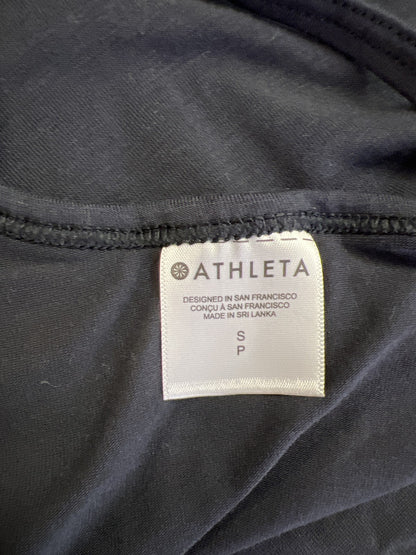 ATHLETA
DESIGNED IN SAN FRANCISCO
CONÇU À SAN FRANCISCO
MADE IN SRI LANKA
S
P